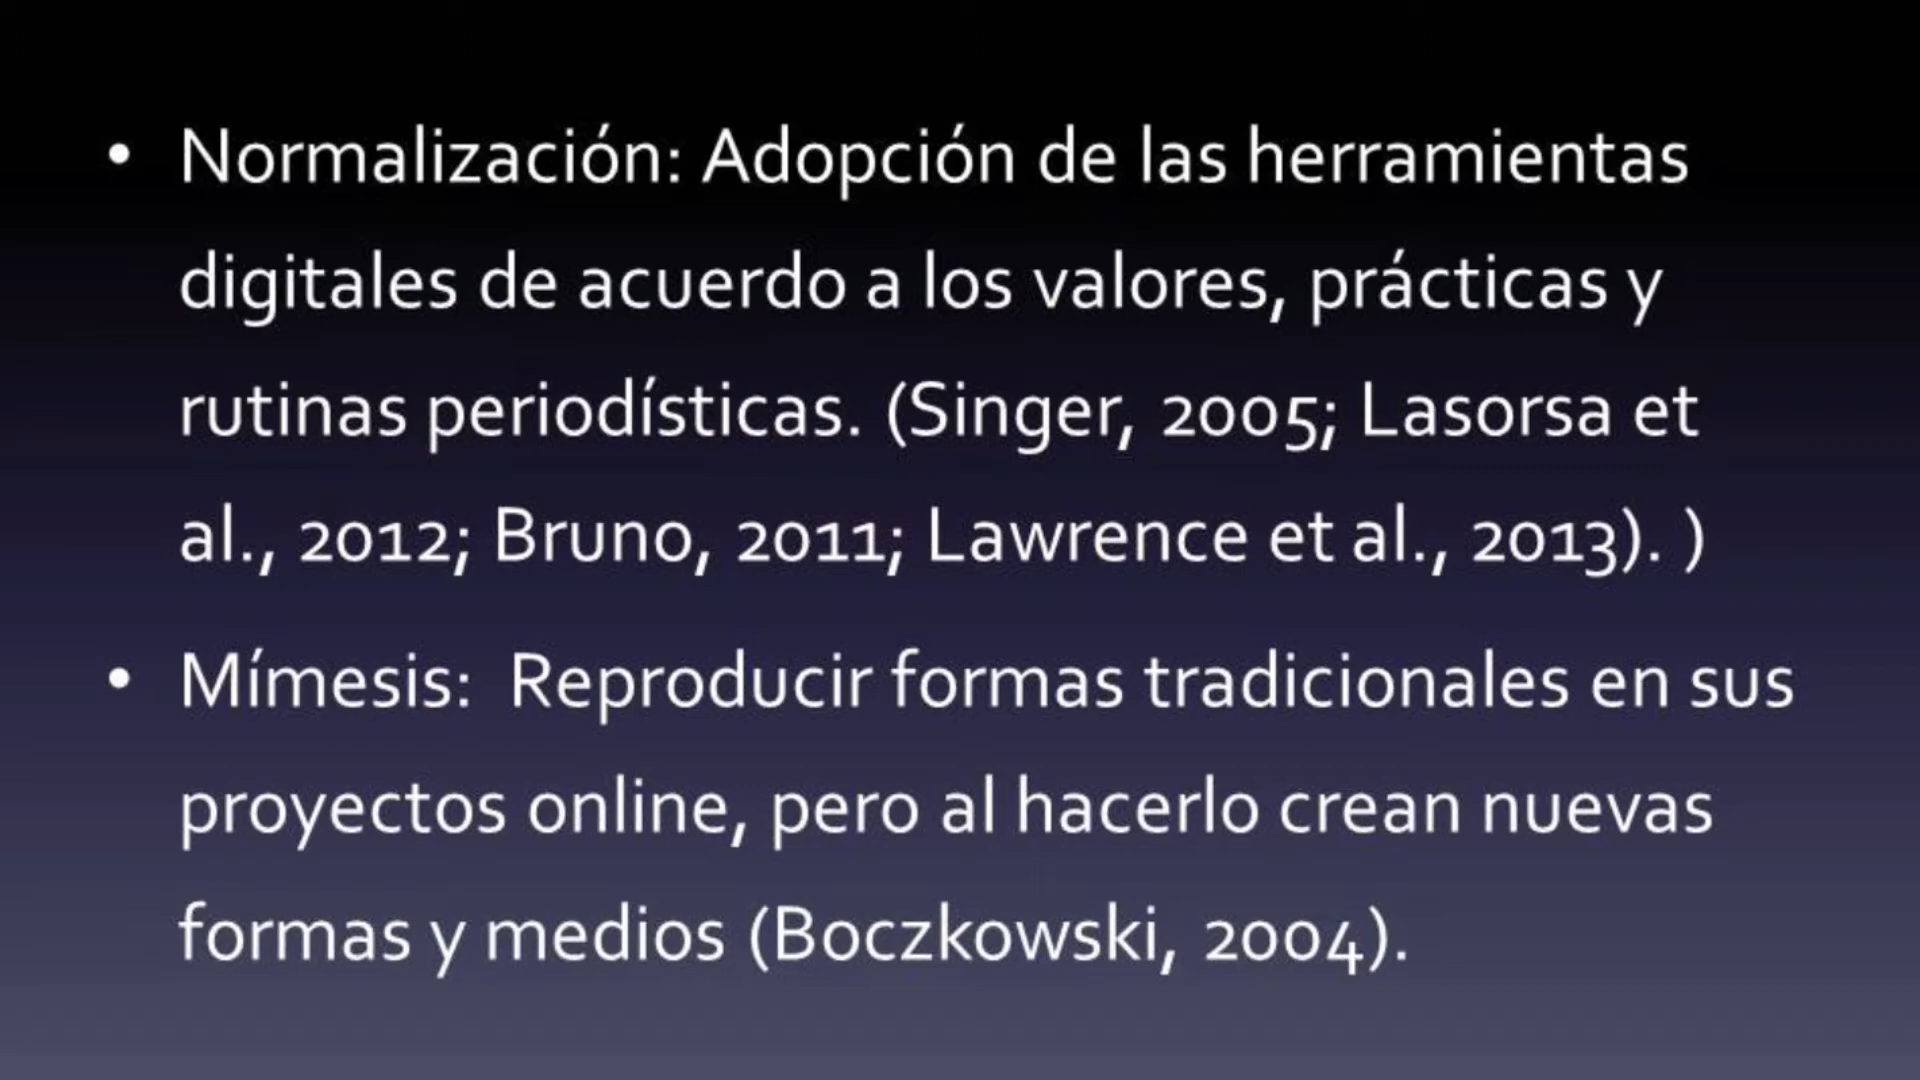 • Normalización: Adopción de las herramientas
digitales de acuerdo a los valores, prácticas y
rutinas periodísticas. (Singer, 2005; Lasorsa et
al., 2012; Bruno, 2011; Lawrence et al., 2013). )
• Mímesis:  Reproducir formas tradicionales en sus
proyectos online, pero al hacerlo crean nuevas
formas y medios (Boczkowski, 2004).